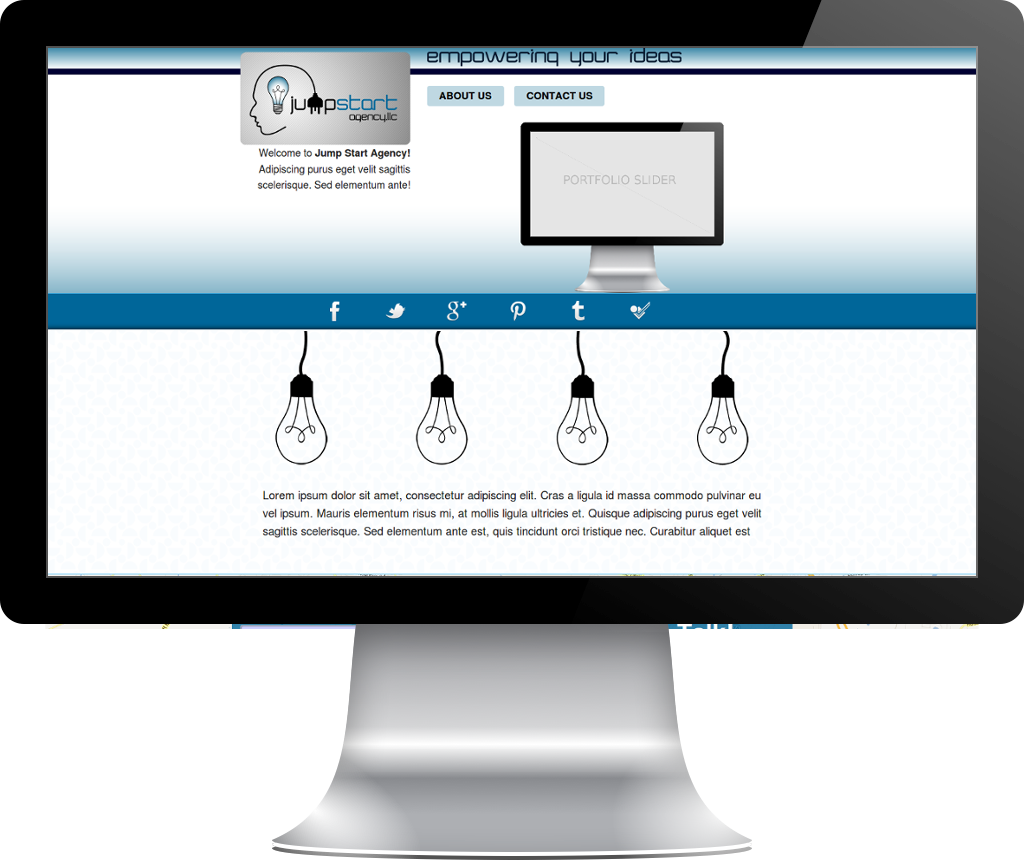 empowering your ideas
jumpstart
agency,llc
ABOUT US
CONTACT US
Welcome to Jump Start Agency!
Adipiscing purus eget velit sagittis
scelerisque. Sed elementum ante!
PORTFOLIO SLIDER
f
g+
t
Lorem ipsum dolor sit amet, consectetur adipiscing elit. Cras a ligula id massa commodo pulvinar eu
vel ipsum. Mauris elementum risus mi, at mollis ligula ultricies et. Quisque adipiscing purus eget velit
sagittis scelerisque. Sed elementum ante est, quis tincidunt orci tristique nec. Curabitur aliquet est